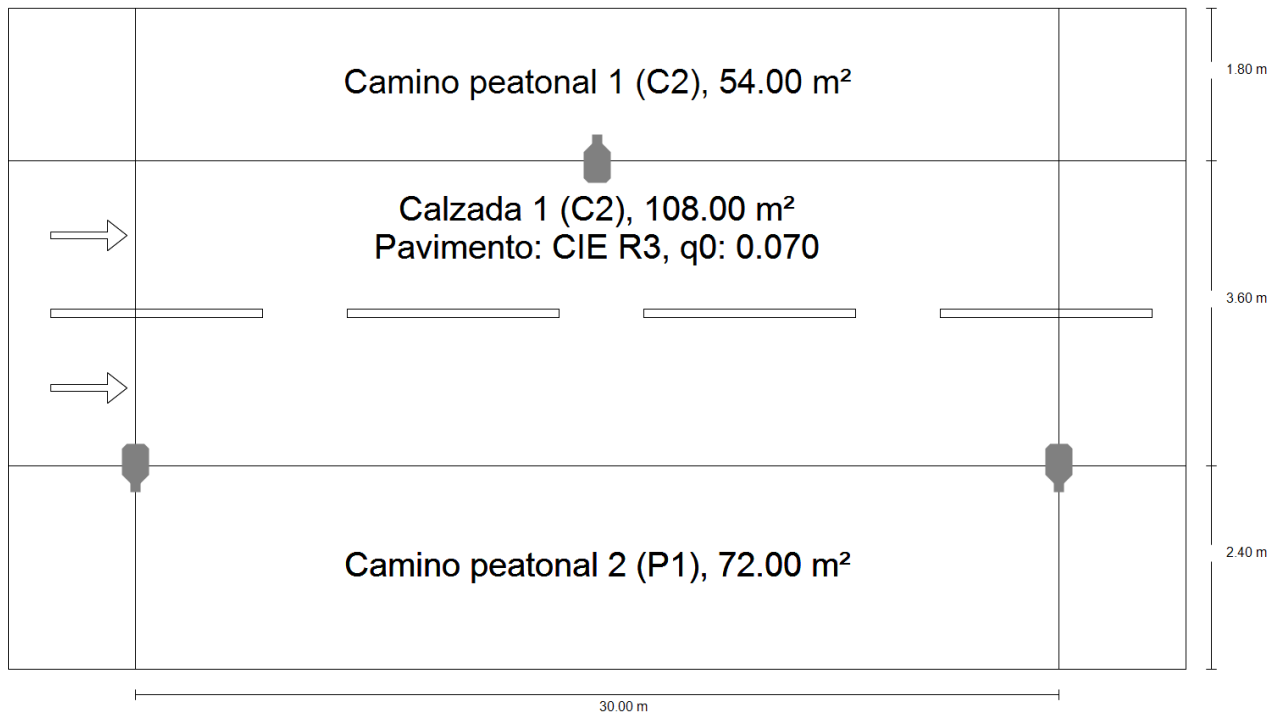 Camino peatonal 1 (C2), 54.00 m²
1.80 m
Calzada 1 (C2), 108.00 m²
Pavimento: CIE R3, q0: 0.070
3.60 m
Camino peatonal 2 (P1), 72.00 m²
2.40 m
30.00 m